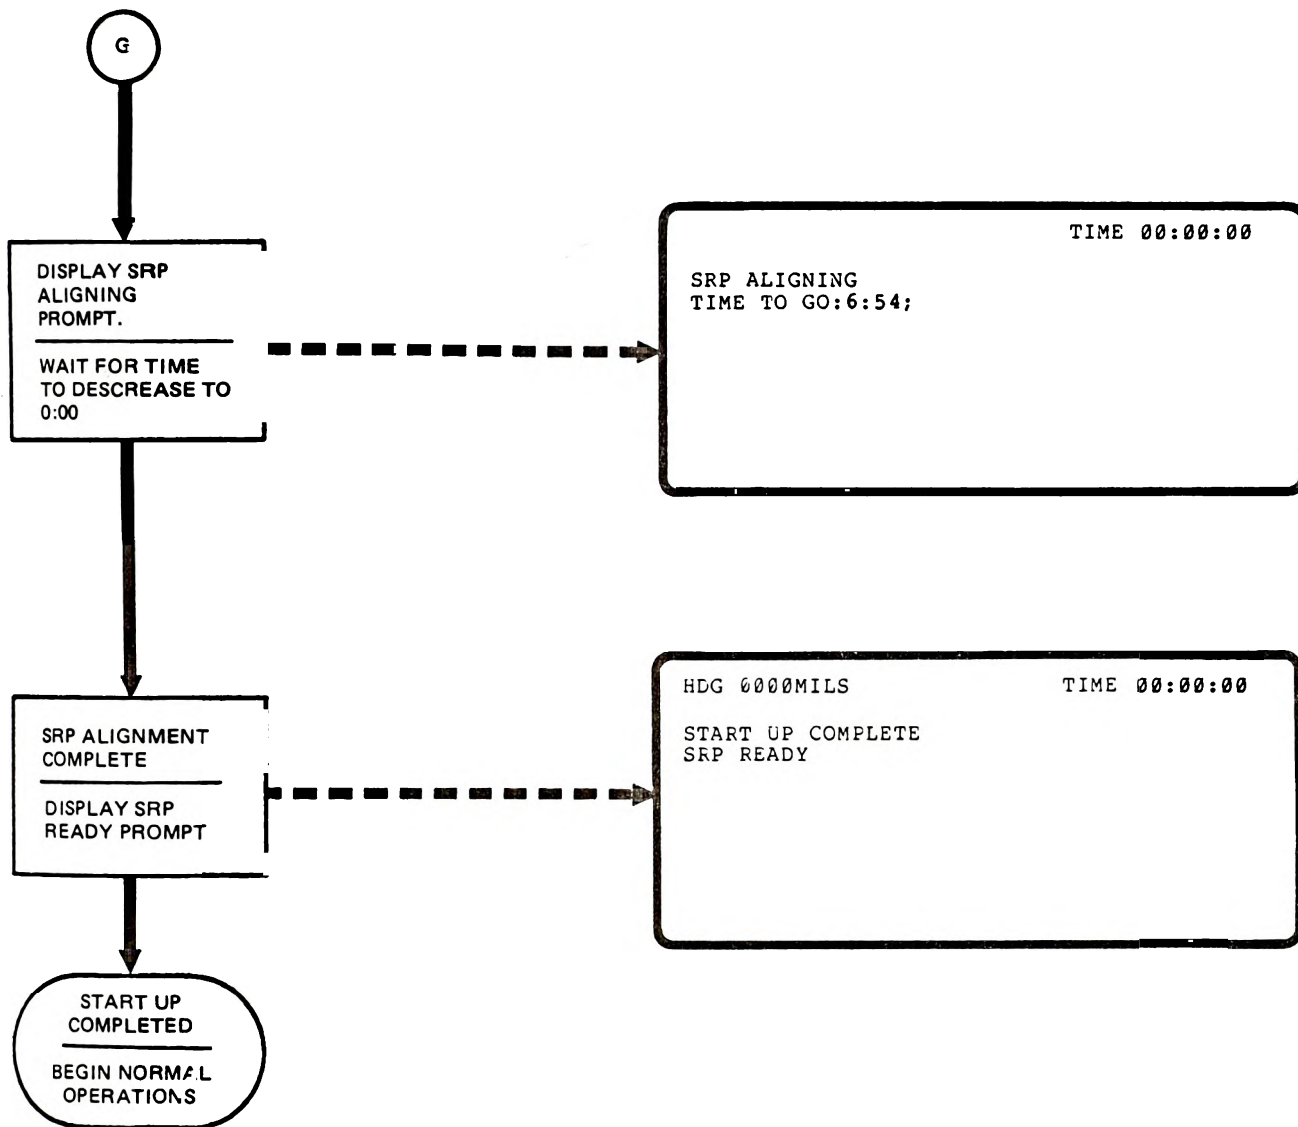 G
DISPLAY SRP
ALIGNING
PROMPT.
WAIT FOR TIME
TO DESCREASE TO
0:00
TIME 00:00:00
SRP ALIGNING
TIME TO GO:6:54;
SRP ALIGNMENT
COMPLETE
DISPLAY SRP
READY PROMPT
HDG 0000MILS TIME 00:00:00
START UP COMPLETE
SRP READY
START UP
COMPLETED
BEGIN NORMAL
OPERATIONS